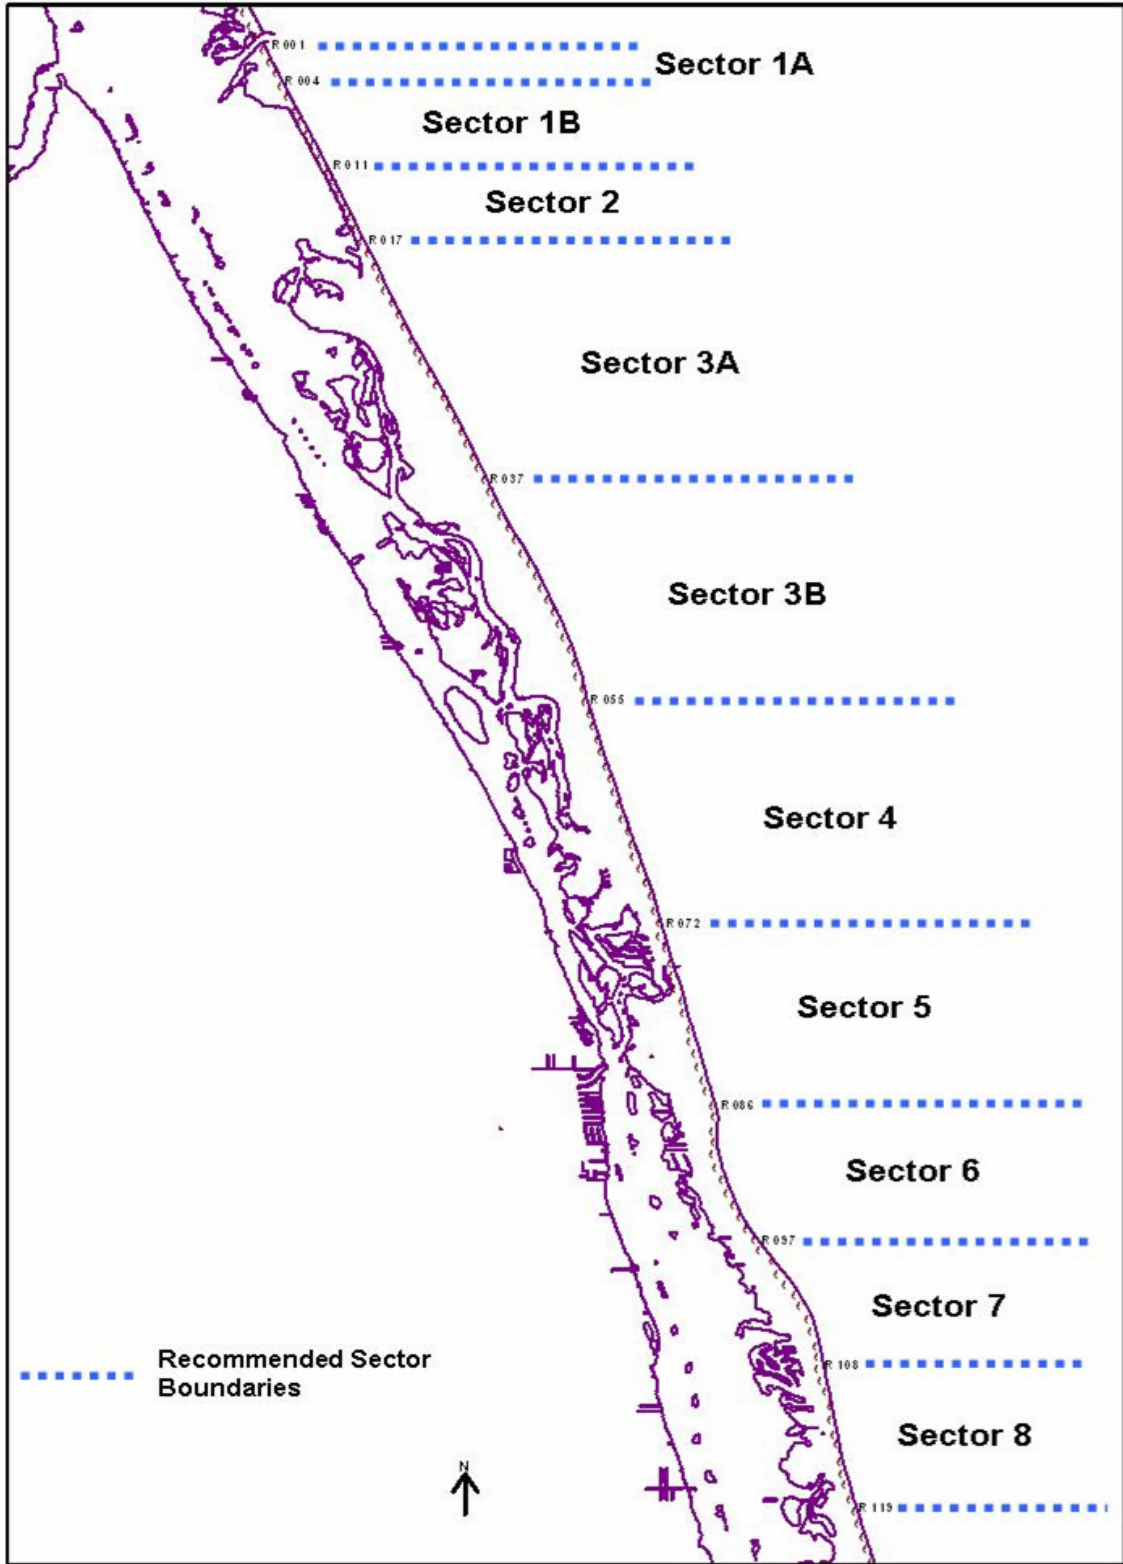 R 001
Sector 1A
R 004
Sector 1B
R 011
Sector 2
R 017
Sector 3A
R 037
Sector 3B
R 055
Sector 4
R 072
Sector 5
R 086
Sector 6
R 097
Sector 7
R 108
Recommended Sector
Boundaries
Sector 8
N
R 119